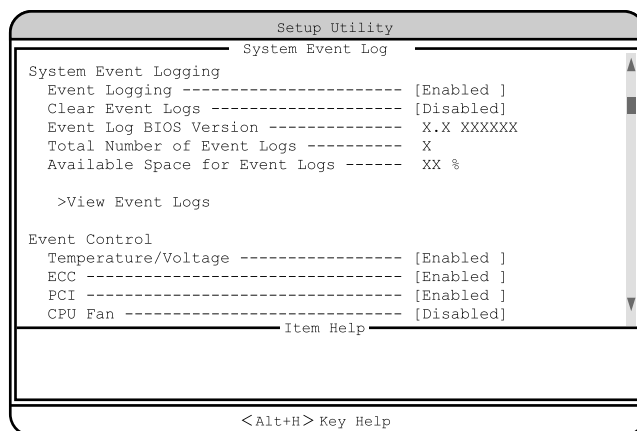 Setup Utility
System Event Log
System Event Logging
Event Logging ----------------------- [Enabled ]
Clear Event Logs -------------------- [Disabled]
Event Log BIOS Version -------------- X.X XXXXXX
Total Number of Event Logs ---------- X
Available Space for Event Logs ------ XX %
>View Event Logs
Event Control
Temperature/Voltage ----------------- [Enabled ]
ECC --------------------------------- [Enabled ]
PCI --------------------------------- [Enabled ]
CPU Fan ----------------------------- [Disabled]
Item Help
<Alt+H> Key Help